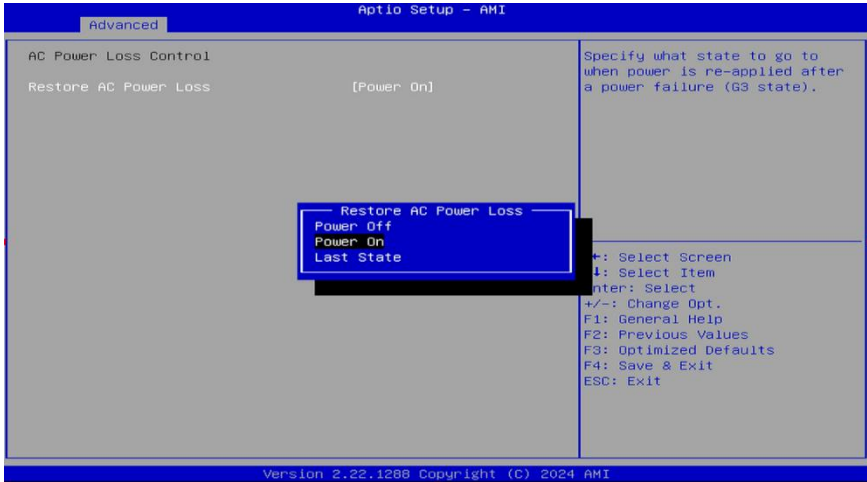 Aptio Setup – AMI
Advanced
AC Power Loss Control
Restore AC Power Loss [Power On]
Specify what state to go to
when power is re-applied after
a power failure (G3 state).
Restore AC Power Loss
Power Off
Power On
Last State
←: Select Screen
↓: Select Item
nter: Select
+/-: Change Opt.
F1: General Help
F2: Previous Values
F3: Optimized Defaults
F4: Save & Exit
ESC: Exit
Version 2.22.1288 Copyright (C) 2024 AMI